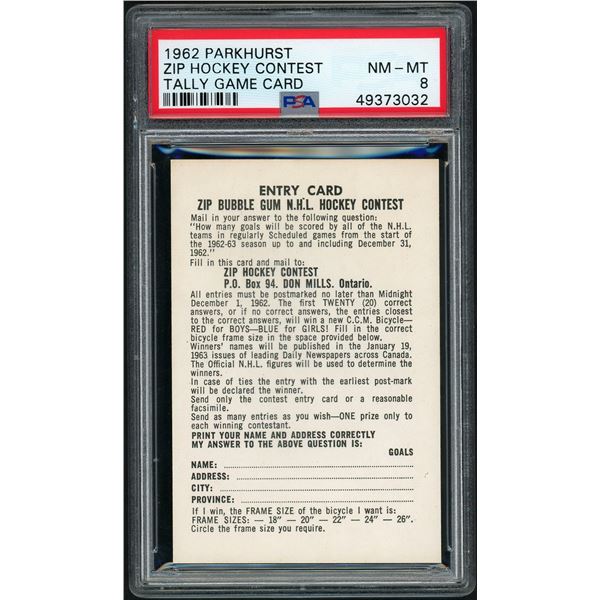 1962 PARKHURST
ZIP HOCKEY CONTEST NM-MT
TALLY GAME CARD 8
PSA 49373032
ENTRY CARD
ZIP BUBBLE GUM N.H.L. HOCKEY CONTEST
Mail in your answer to the following question:
"How many goals will be scored by all of the N.H.L.
teams in regularly Scheduled games from the start of
the 1962-63 season up to and including December 31,
1962."
Fill in this card and mail to:
ZIP HOCKEY CONTEST
P.O. Box 94. DON MILLS. Ontario.
All entries must be postmarked no later than Midnight
December 1, 1962. The first TWENTY (20) correct
answers, or if no correct answers, the entries closest
to the correct answers, will win a new C.C.M. Bicycle—
RED for BOYS—BLUE for GIRLS! Fill in the correct
bicycle frame size in the space provided below.
Winners' names will be published in the January 19,
1963 issues of leading Daily Newspapers across Canada.
The Official N.H.L. figures will be used to determine the
winners.
In case of ties the entry with the earliest post-mark
will be declared the winner.
Send only the contest entry card or a reasonable
facsimile.
Send as many entries as you wish—ONE prize only to
each winning contestant.
PRINT YOUR NAME AND ADDRESS CORRECTLY
MY ANSWER TO THE ABOVE QUESTION IS:
GOALS
NAME:
ADDRESS:
CITY:
PROVINCE:
If I win, the FRAME SIZE of the bicycle I want is:
FRAME SIZES: — 18" — 20" — 22" — 24" — 26".
Circle the frame size you require.